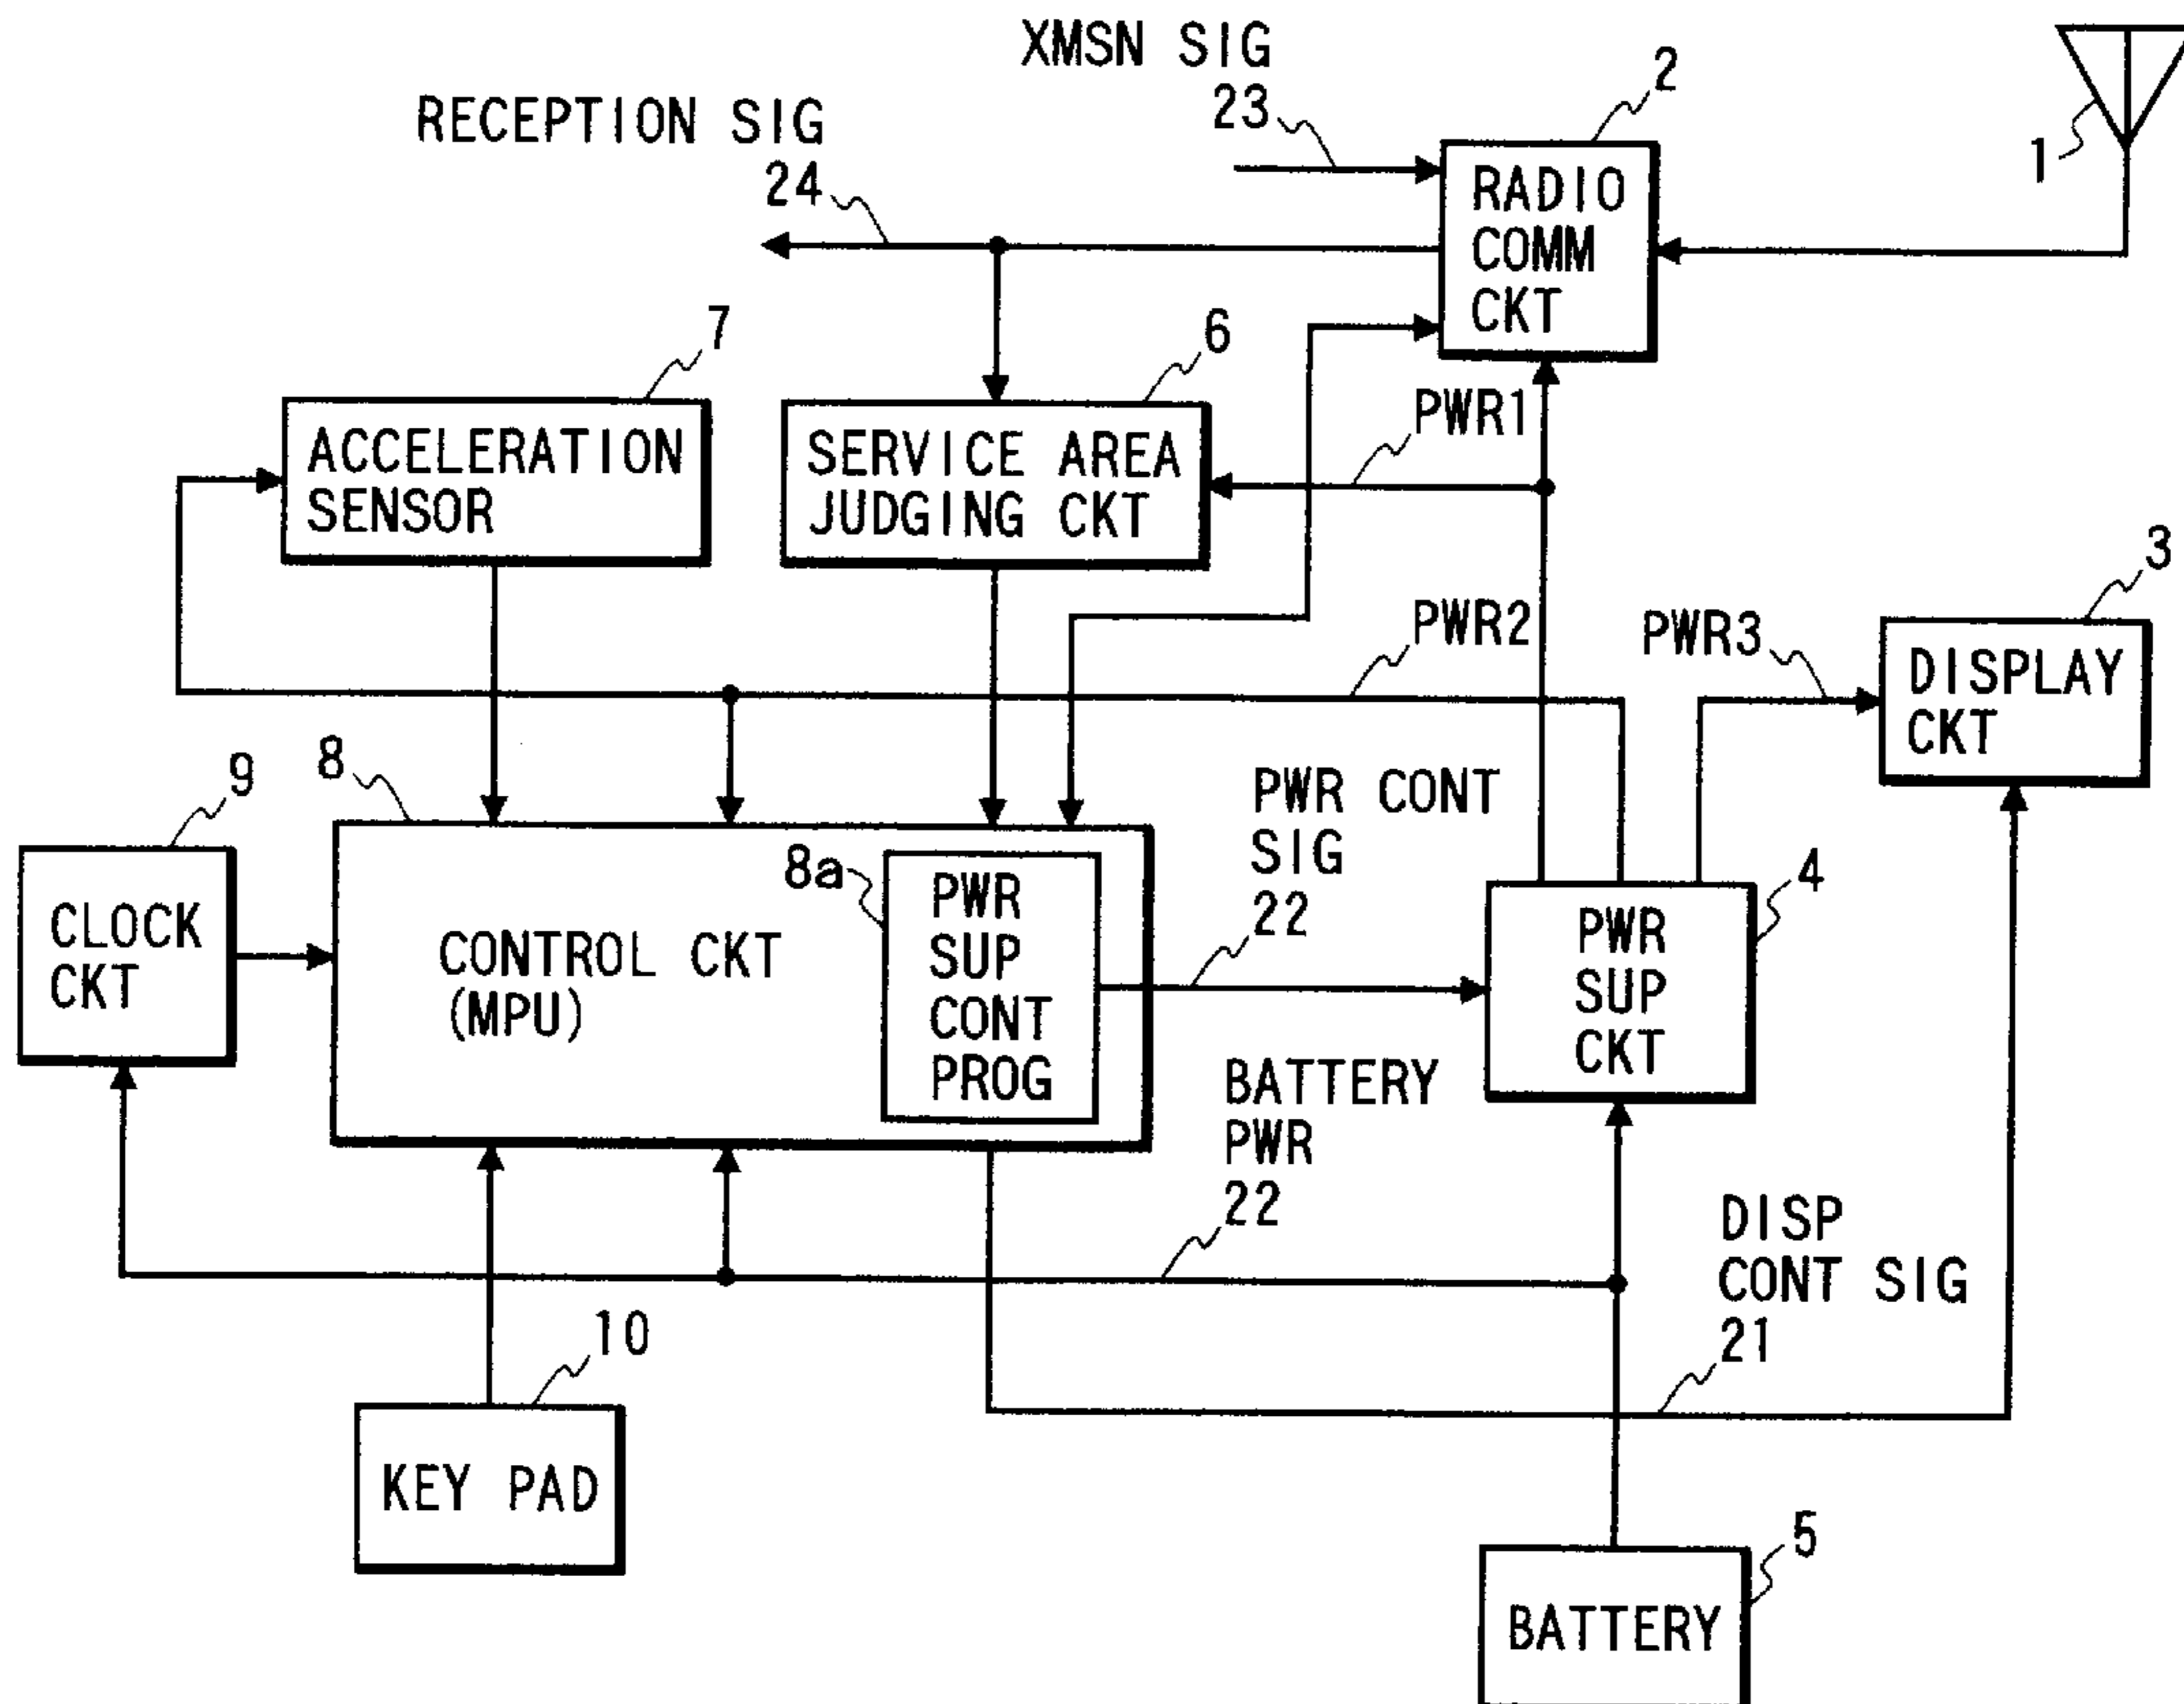 XMSN SIG
23
2
RECEPTION SIG
24
1
RADIO
COMM
CKT
7
6
PWR1
ACCELERATION
SENSOR
SERVICE AREA
JUDGING CKT
3
PWR2
PWR3
DISPLAY
CKT
9
8
PWR CONT
SIG
22
8a
4
CLOCK
CKT
CONTROL CKT
(MPU)
PWR
SUP
CONT
PROG
PWR
SUP
CKT
BATTERY
PWR
22
DISP
CONT SIG
21
10
KEY PAD
5
BATTERY